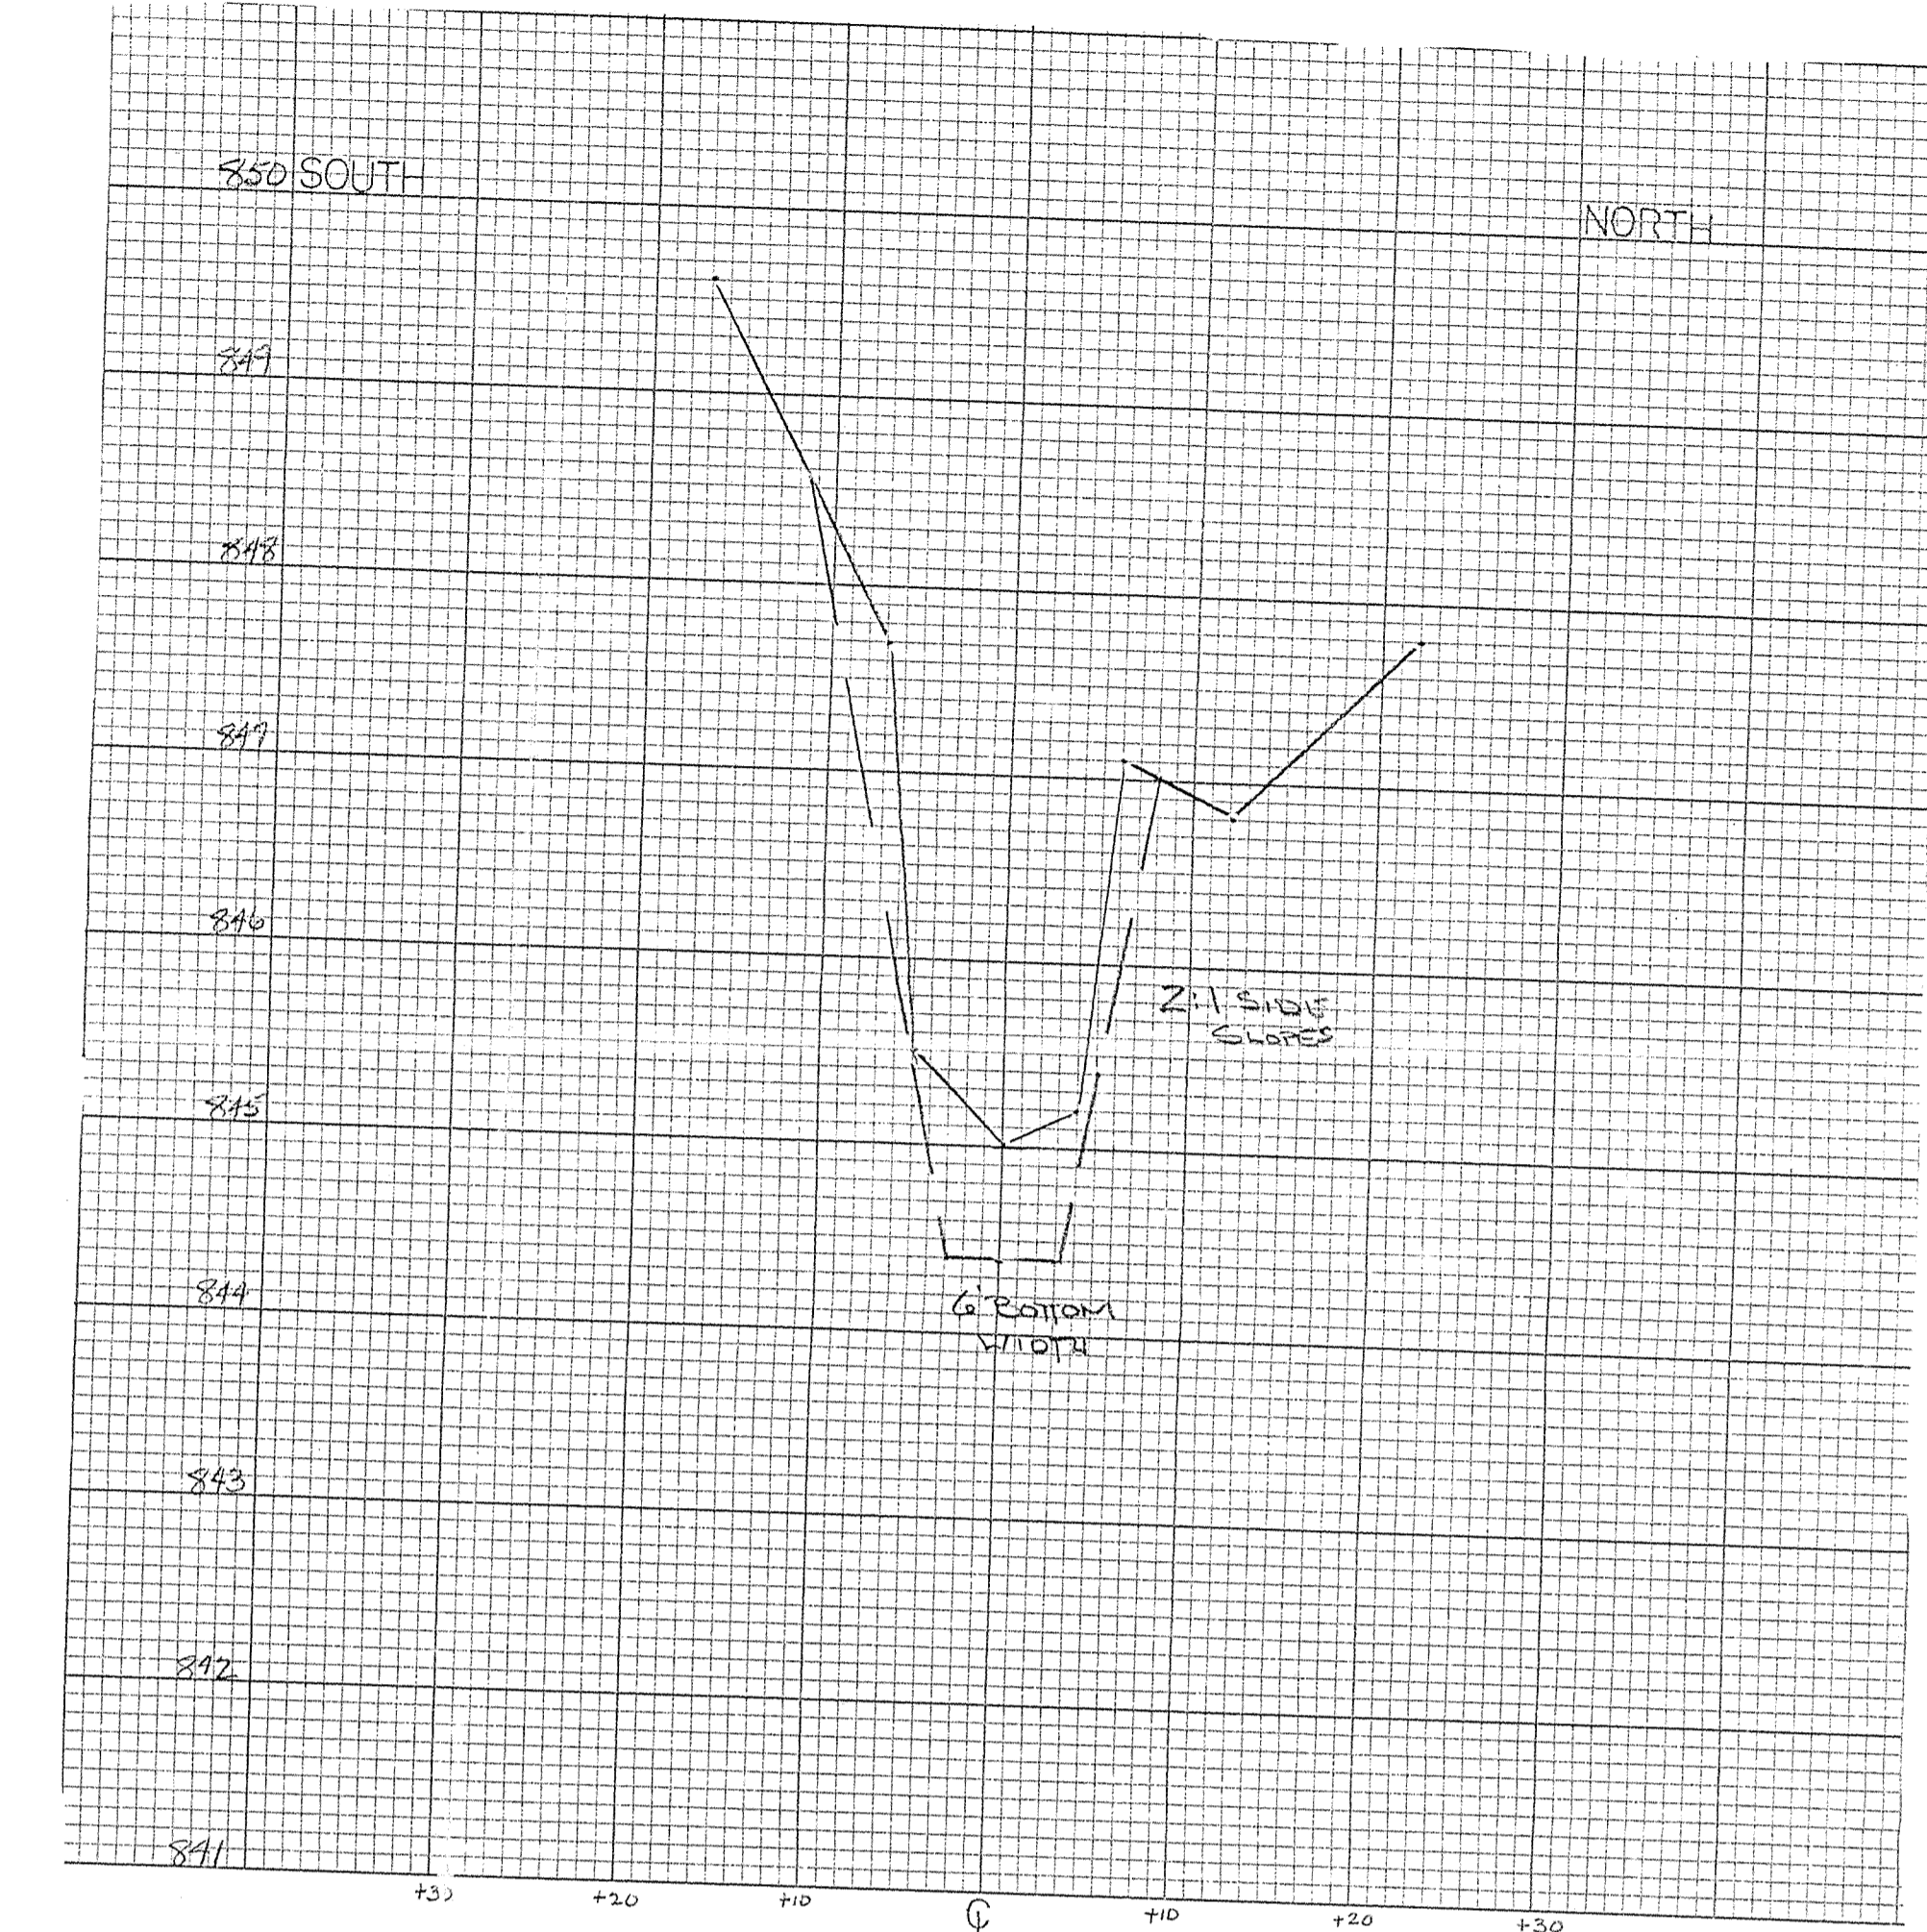 850 SOUTH
NORTH
849
848
847
846
2:1 SIDE
SLOPES
845
844
6' BOTTOM
WIDTH
843
842
841
+30 +20 +10 ℄ +10 +20 +30